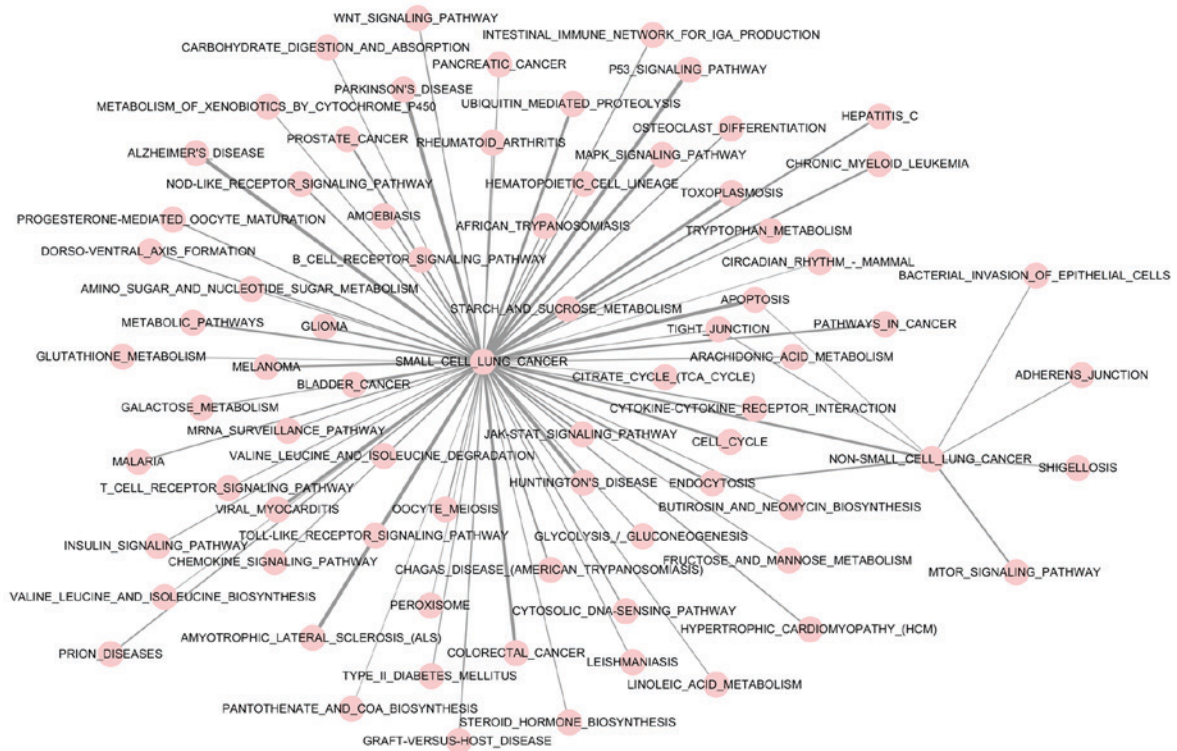 WNT_SIGNALING_PATHWAY
INTESTINAL_IMMUNE_NETWORK_FOR_IGA_PRODUCTION
CARBOHYDRATE_DIGESTION_AND_ABSORPTION
PANCREATIC_CANCER
P53_SIGNALING_PATHWAY
PARKINSON'S_DISEASE
METABOLISM_OF_XENOBIOTICS_BY_CYTOCHROME_P450
UBIQUITIN_MEDIATED_PROTEOLYSIS
HEPATITIS_C
PROSTATE_CANCER
RHEUMATOID_ARTHRITIS
OSTEOCLAST_DIFFERENTIATION
ALZHEIMER'S_DISEASE
MAPK_SIGNALING_PATHWAY
CHRONIC_MYELOID_LEUKEMIA
NOD-LIKE_RECEPTOR_SIGNALING_PATHWAY
HEMATOPOIETIC_CELL_LINEAGE
TOXOPLASMOSIS
PROGESTERONE-MEDIATED_OOCYTE_MATURATION
AMOEBIASIS
AFRICAN_TRYPANOSOMIASIS
TRYPTOPHAN_METABOLISM
DORSO-VENTRAL_AXIS_FORMATION
B_CELL_RECEPTOR_SIGNALING_PATHWAY
CIRCADIAN_RHYTHM_-_MAMMAL
BACTERIAL_INVASION_OF_EPITHELIAL_CELLS
AMINO_SUGAR_AND_NUCLEOTIDE_SUGAR_METABOLISM
APOPTOSIS
STARCH_AND_SUCROSE_METABOLISM
METABOLIC_PATHWAYS
GLIOMA
TIGHT_JUNCTION
PATHWAYS_IN_CANCER
GLUTATHIONE_METABOLISM
MELANOMA
SMALL_CELL_LUNG_CANCER
ARACHIDONIC_ACID_METABOLISM
CITRATE_CYCLE_(TCA_CYCLE)
ADHERENS_JUNCTION
BLADDER_CANCER
GALACTOSE_METABOLISM
CYTOKINE-CYTOKINE_RECEPTOR_INTERACTION
MRNA_SURVEILLANCE_PATHWAY
JAK-STAT_SIGNALING_PATHWAY
CELL_CYCLE
MALARIA
VALINE_LEUCINE_AND_ISOLEUCINE_DEGRADATION
NON-SMALL_CELL_LUNG_CANCER
SHIGELLOSIS
T_CELL_RECEPTOR_SIGNALING_PATHWAY
HUNTINGTON'S_DISEASE
ENDOCYTOSIS
VIRAL_MYOCARDITIS
OOCYTE_MEIOSIS
BUTIROSIN_AND_NEOMYCIN_BIOSYNTHESIS
INSULIN_SIGNALING_PATHWAY
TOLL-LIKE_RECEPTOR_SIGNALING_PATHWAY
GLYCOLYSIS_/_GLUCONEOGENESIS
CHEMOKINE_SIGNALING_PATHWAY
CHAGAS_DISEASE_(AMERICAN_TRYPANOSOMIASIS)
FRUCTOSE_AND_MANNOSE_METABOLISM
MTOR_SIGNALING_PATHWAY
VALINE_LEUCINE_AND_ISOLEUCINE_BIOSYNTHESIS
PEROXISOME
CYTOSOLIC_DNA-SENSING_PATHWAY
HYPERTROPHIC_CARDIOMYOPATHY_(HCM)
AMYOTROPHIC_LATERAL_SCLEROSIS_(ALS)
PRION_DISEASES
COLORECTAL_CANCER
LEISHMANIASIS
TYPE_II_DIABETES_MELLITUS
LINOLEIC_ACID_METABOLISM
PANTOTHENATE_AND_COA_BIOSYNTHESIS
STEROID_HORMONE_BIOSYNTHESIS
GRAFT-VERSUS-HOST_DISEASE